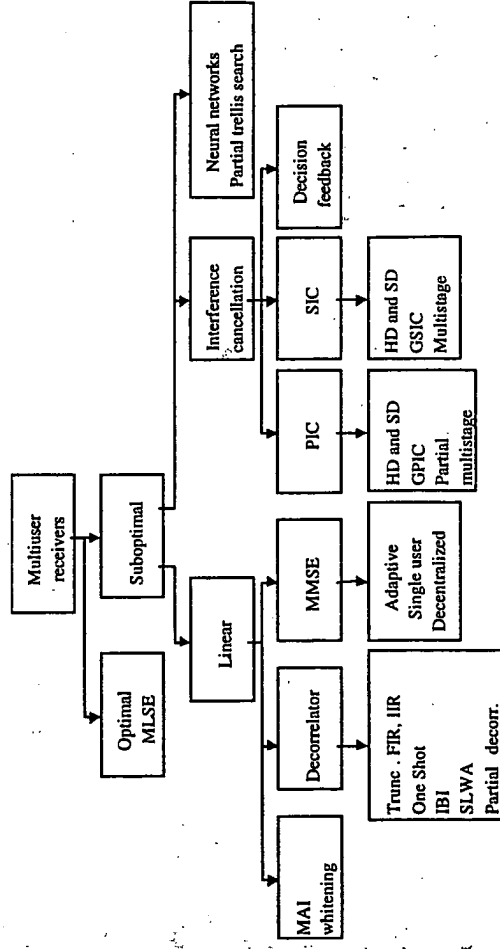 Multiuser
receivers
Optimal
MLSE
Suboptimal
Linear
Interference
cancellation
Neural networks
Partial trellis search
MAI
whitening
Decorrelator
MMSE
PIC
SIC
Decision
feedback
Trunc . FIR, IIR
One Shot
IBI
SLWA
Partial decorr.
Adaptive
Single user
Decentralized
HD and SD
GPIC
Partial
multistage
HD and SD
GSIC
Multistage